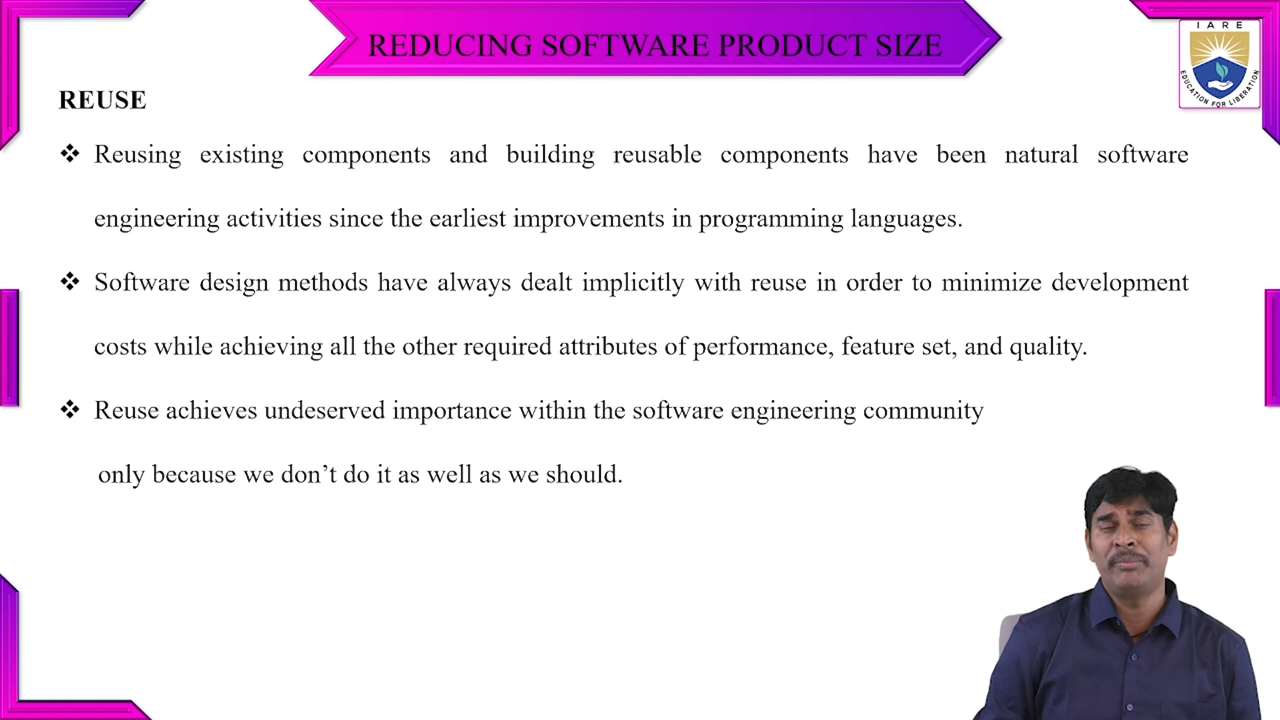 REDUCING SOFTWARE PRODUCT SIZE
IARE
EDUCATION FOR LIBERATION
REUSE
❖ Reusing existing components and building reusable components have been natural software
engineering activities since the earliest improvements in programming languages.
❖ Software design methods have always dealt implicitly with reuse in order to minimize development
costs while achieving all the other required attributes of performance, feature set, and quality.
❖ Reuse achieves undeserved importance within the software engineering community
only because we don’t do it as well as we should.